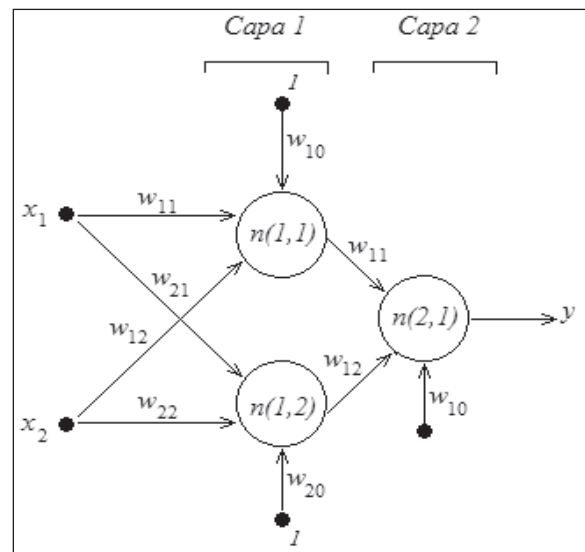 Capa 1 Capa 2
1
w10
x1 w11
n(1,1)
w11
w21
w12
n(2,1) y
w12
w22
n(1,2)
w10
x2
w20
1